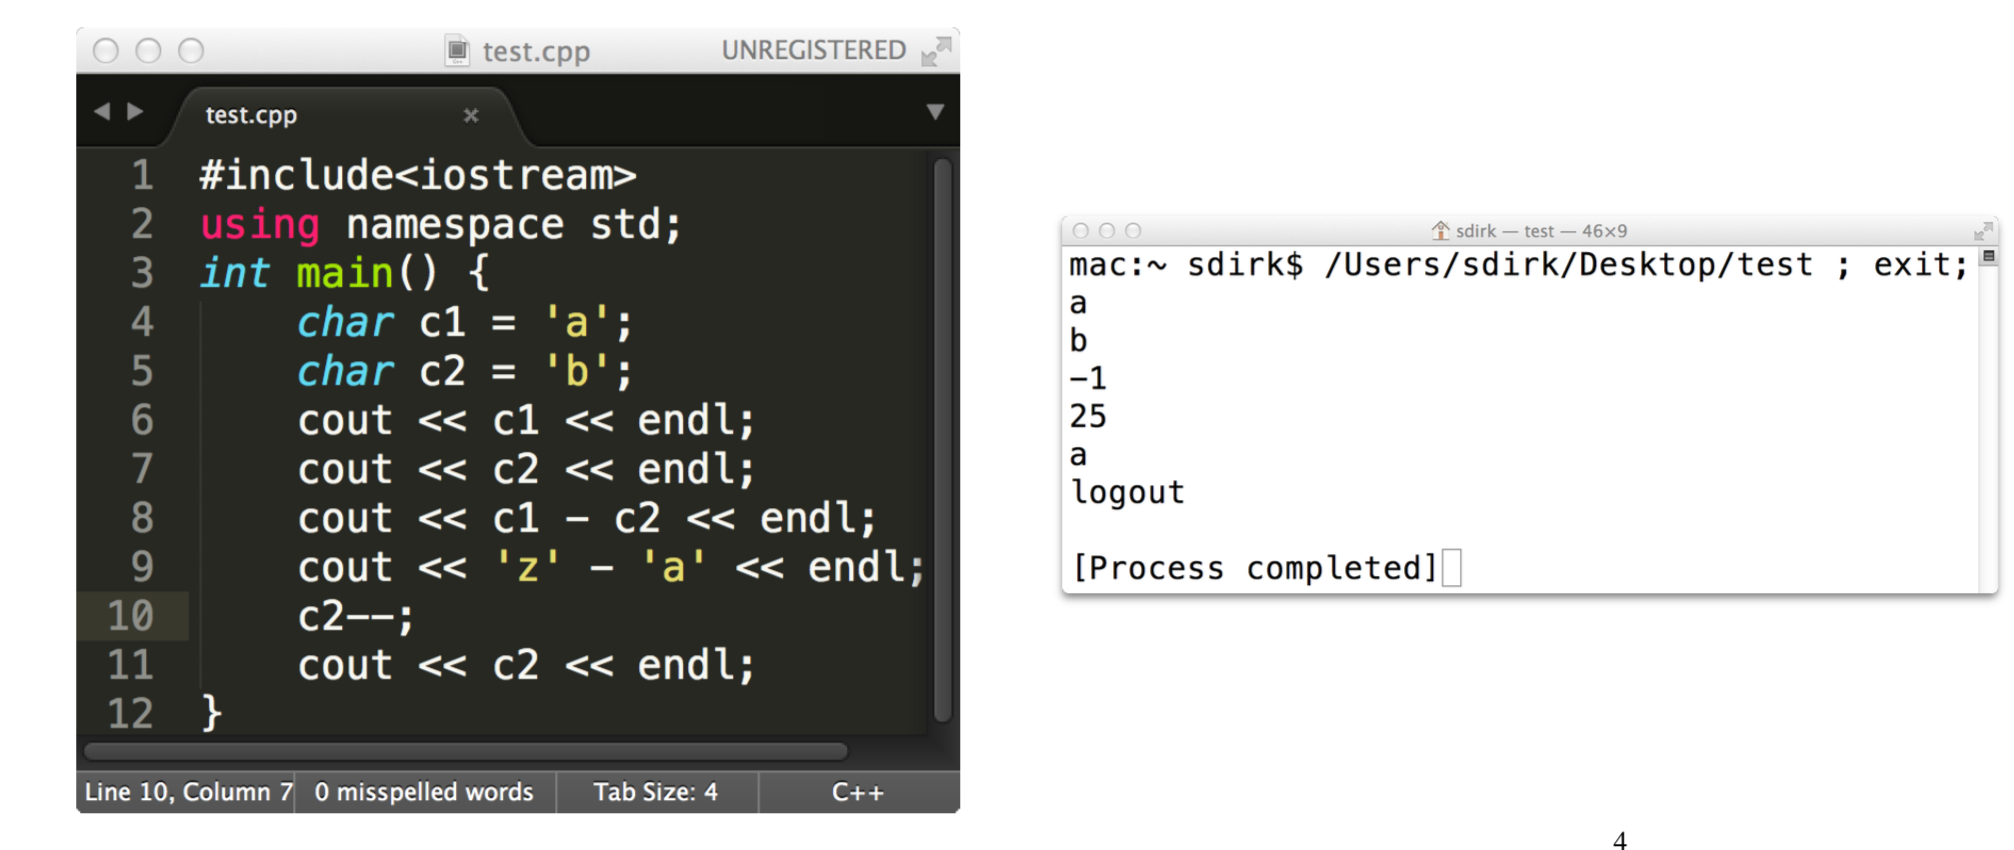 test.cpp UNREGISTERED
test.cpp
1 #include<iostream>
2 using namespace std;
3 int main() {
4 char c1 = 'a';
5 char c2 = 'b';
6 cout << c1 << endl;
7 cout << c2 << endl;
8 cout << c1 - c2 << endl;
9 cout << 'z' - 'a' << endl;
10 c2--;
11 cout << c2 << endl;
12 }
Line 10, Column 7 0 misspelled words Tab Size: 4 C++
sdirk — test — 46×9
mac:~ sdirk$ /Users/sdirk/Desktop/test ; exit;
a
b
-1
25
a
logout
[Process completed]
4